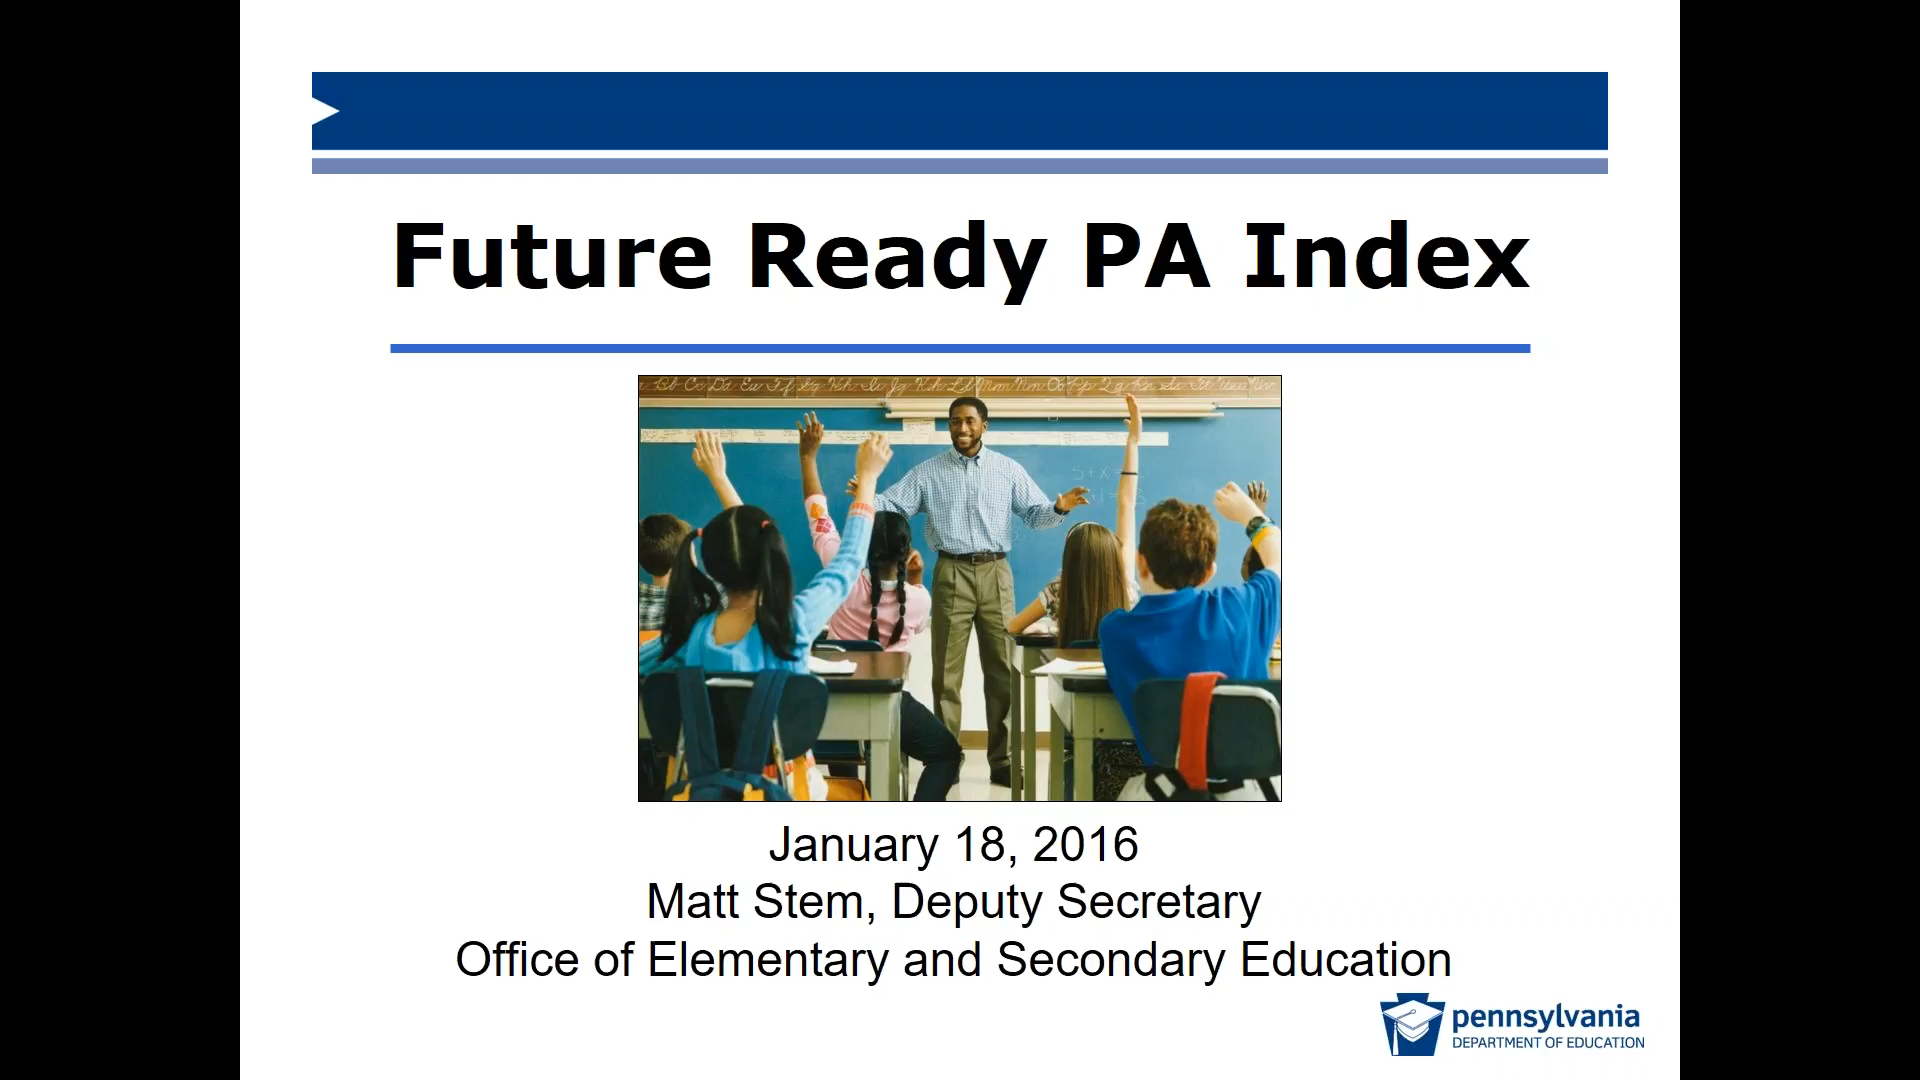 Future Ready PA Index
5+x=
January 18, 2016
Matt Stem, Deputy Secretary
Office of Elementary and Secondary Education
pennsylvania
DEPARTMENT OF EDUCATION